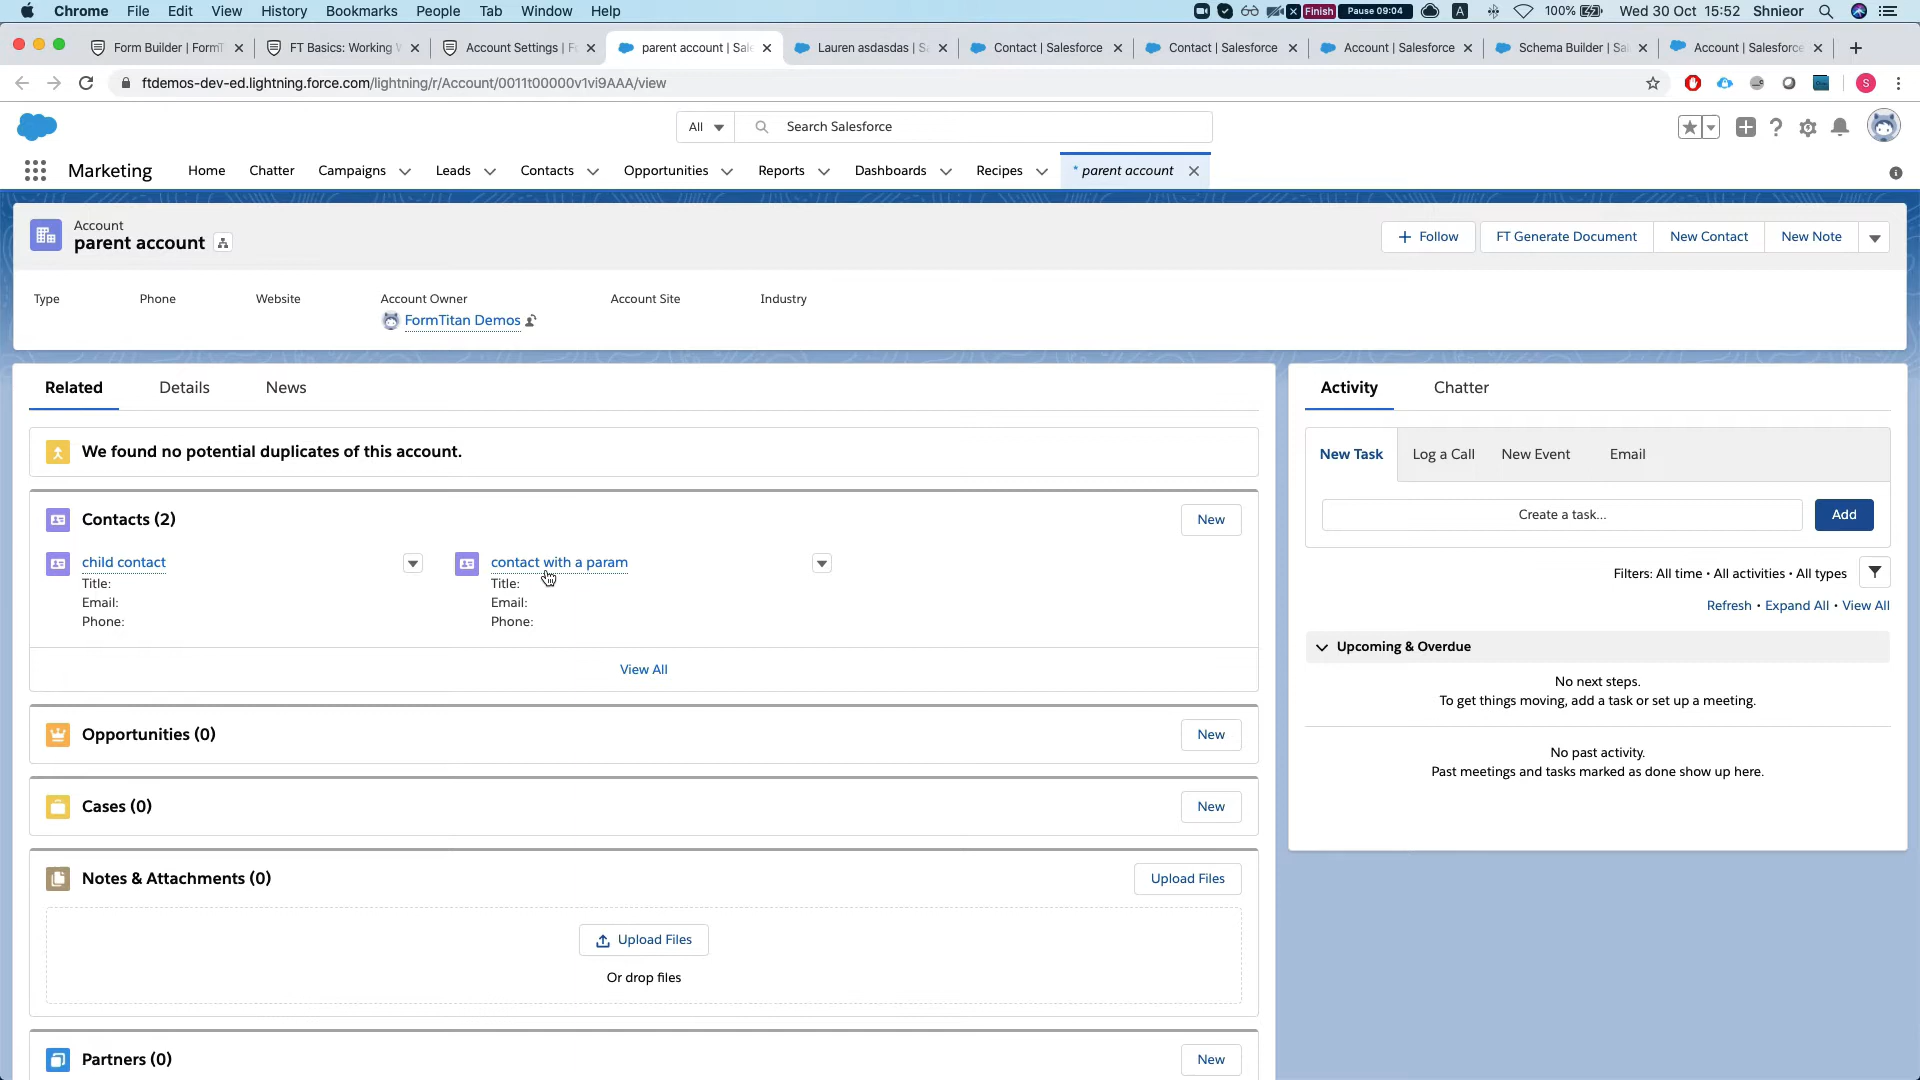 Chrome File Edit View History Bookmarks People Tab Window Help
Finish Pause 09:04 A 100% Wed 30 Oct 15:52 Shnieor
Form Builder | FormT
FT Basics: Working
Account Settings | F
parent account | Sale
Lauren asdasdas | S
Contact | Salesforce
Contact | Salesforce
Account | Salesforce
Schema Builder | Sal
Account | Salesforce
ftdemos-dev-ed.lightning.force.com/lightning/r/Account/0011t00000v1vi9AAA/view
S
All Search Salesforce
Marketing Home Chatter Campaigns Leads Contacts Opportunities Reports Dashboards Recipes * parent account
Account
parent account
Follow FT Generate Document New Contact New Note
Type Phone Website Account Owner Account Site Industry
FormTitan Demos
Related Details News
We found no potential duplicates of this account.
Contacts (2)
New
child contact
Title:
Email:
Phone:
contact with a param
Title:
Email:
Phone:
View All
Opportunities (0)
New
Cases (0)
New
Notes & Attachments (0)
Upload Files
Upload Files
Or drop files
Partners (0)
New
Activity Chatter
New Task Log a Call New Event Email
Create a task... Add
Filters: All time • All activities • All types
Refresh • Expand All • View All
Upcoming & Overdue
No next steps.
To get things moving, add a task or set up a meeting.
No past activity.
Past meetings and tasks marked as done show up here.